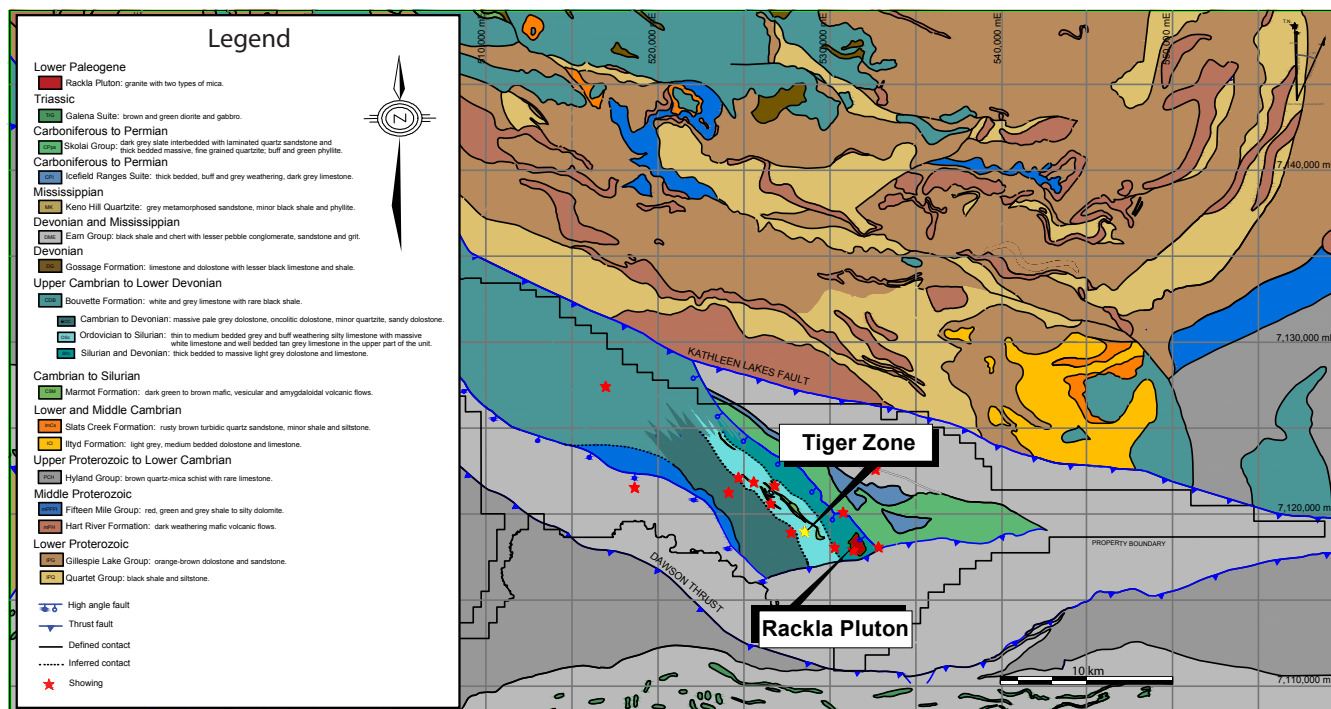 Legend
Lower Paleogene
Rackla Pluton: granite with two types of mica.
Triassic
TrG Galena Suite: brown and green diorite and gabbro.
Carboniferous to Permian
CPps Skolai Group: dark grey slate interbedded with laminated quartz sandstone and
thick bedded massive, fine grained quartzite; buff and green phyllite.
Carboniferous to Permian
Icefield Ranges Suite: thick bedded, buff and grey weathering, dark grey limestone.
Mississippian
MK Keno Hill Quartzite: grey metamorphosed sandstone, minor black shale and phyllite.
Devonian and Mississippian
DME Earn Group: black shale and chert with lesser pebble conglomerate, sandstone and grit.
Devonian
DG Gossage Formation: limestone and dolostone with lesser black limestone and shale.
Upper Cambrian to Lower Devonian
CDB Bouvette Formation: white and grey limestone with rare black shale.
Cambrian to Devonian: massive pale grey dolostone, oncolitic dolostone, minor quartzite, sandy dolostone.
Ordovician to Silurian: thin to medium bedded grey and buff weathering silty limestone with massive
white limestone and well bedded tan grey limestone in the upper part of the unit.
Silurian and Devonian: thick bedded to massive light grey dolostone and limestone.
Cambrian to Silurian
CSM Marmot Formation: dark green to brown mafic, vesicular and amygdaloidal volcanic flows.
Lower and Middle Cambrian
lmCs Slats Creek Formation: rusty brown turbidic quartz sandstone, minor shale and siltstone.
ICI Iltyd Formation: light grey, medium bedded dolostone and limestone.
Upper Proterozoic to Lower Cambrian
PCH Hyland Group: brown quartz-mica schist with rare limestone.
Middle Proterozoic
Fifteen Mile Group: red, green and grey shale to silty dolomite.
mPH Hart River Formation: dark weathering mafic volcanic flows.
Lower Proterozoic
lPG Gillespie Lake Group: orange-brown dolostone and sandstone.
lPQ Quartet Group: black shale and siltstone.
High angle fault
Thrust fault
Defined contact
Inferred contact
Showing
N
510,000 mE
520,000 mE
530,000 mE
540,000 mE
550,000 mE
T.N.
7,140,000 m
7,130,000 m
7,120,000 m
7,110,000 m
KATHLEEN LAKES FAULT
Tiger Zone
PROPERTY BOUNDARY
DAWSON THRUST
Rackla Pluton
10 km